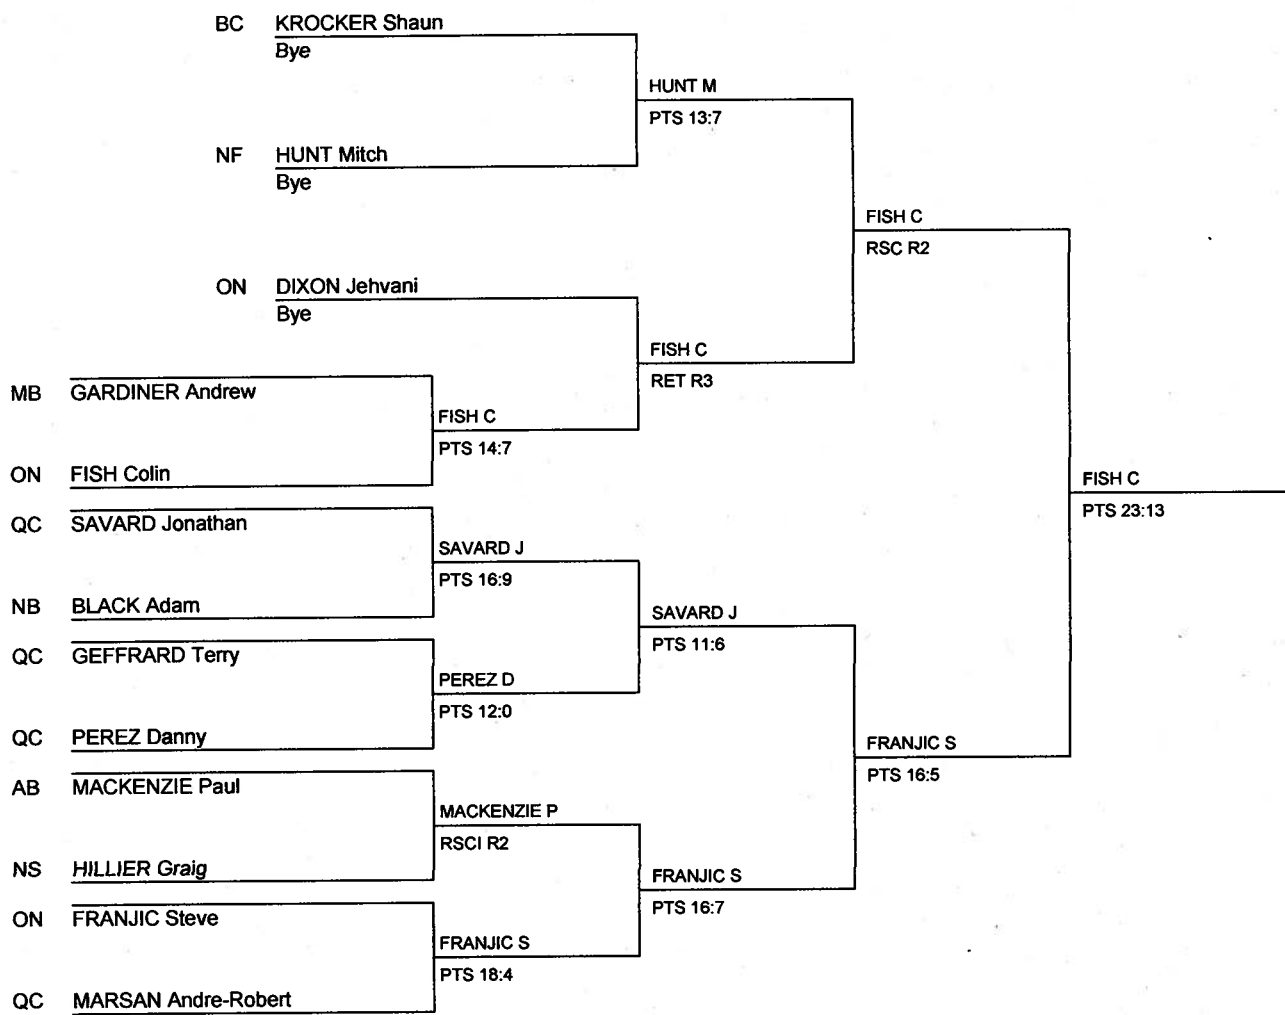 BC KROCKER Shaun
Bye
HUNT M
PTS 13:7
NF HUNT Mitch
Bye
FISH C
RSC R2
ON DIXON Jehvani
Bye
FISH C
RET R3
MB GARDINER Andrew
FISH C
PTS 14:7
ON FISH Colin
FISH C
PTS 23:13
QC SAVARD Jonathan
SAVARD J
PTS 16:9
NB BLACK Adam
SAVARD J
PTS 11:6
QC GEFFRARD Terry
PEREZ D
PTS 12:0
QC PEREZ Danny
FRANJIC S
PTS 16:5
AB MACKENZIE Paul
MACKENZIE P
RSCI R2
NS HILLIER Graig
FRANJIC S
PTS 16:7
ON FRANJIC Steve
FRANJIC S
PTS 18:4
QC MARSAN Andre-Robert